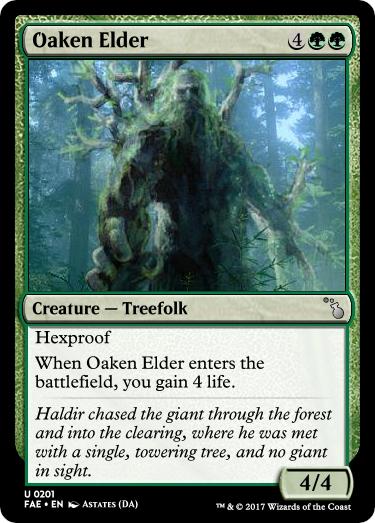 Oaken Elder 4
Creature — Treefolk
Hexproof
When Oaken Elder enters the
battlefield, you gain 4 life.
Haldir chased the giant through the forest
and into the clearing, where he was met
with a single, towering tree, and no giant
in sight.
4/4
U 0201
FAE • EN ASTATES (DA)
™ & © 2017 Wizards of the Coast